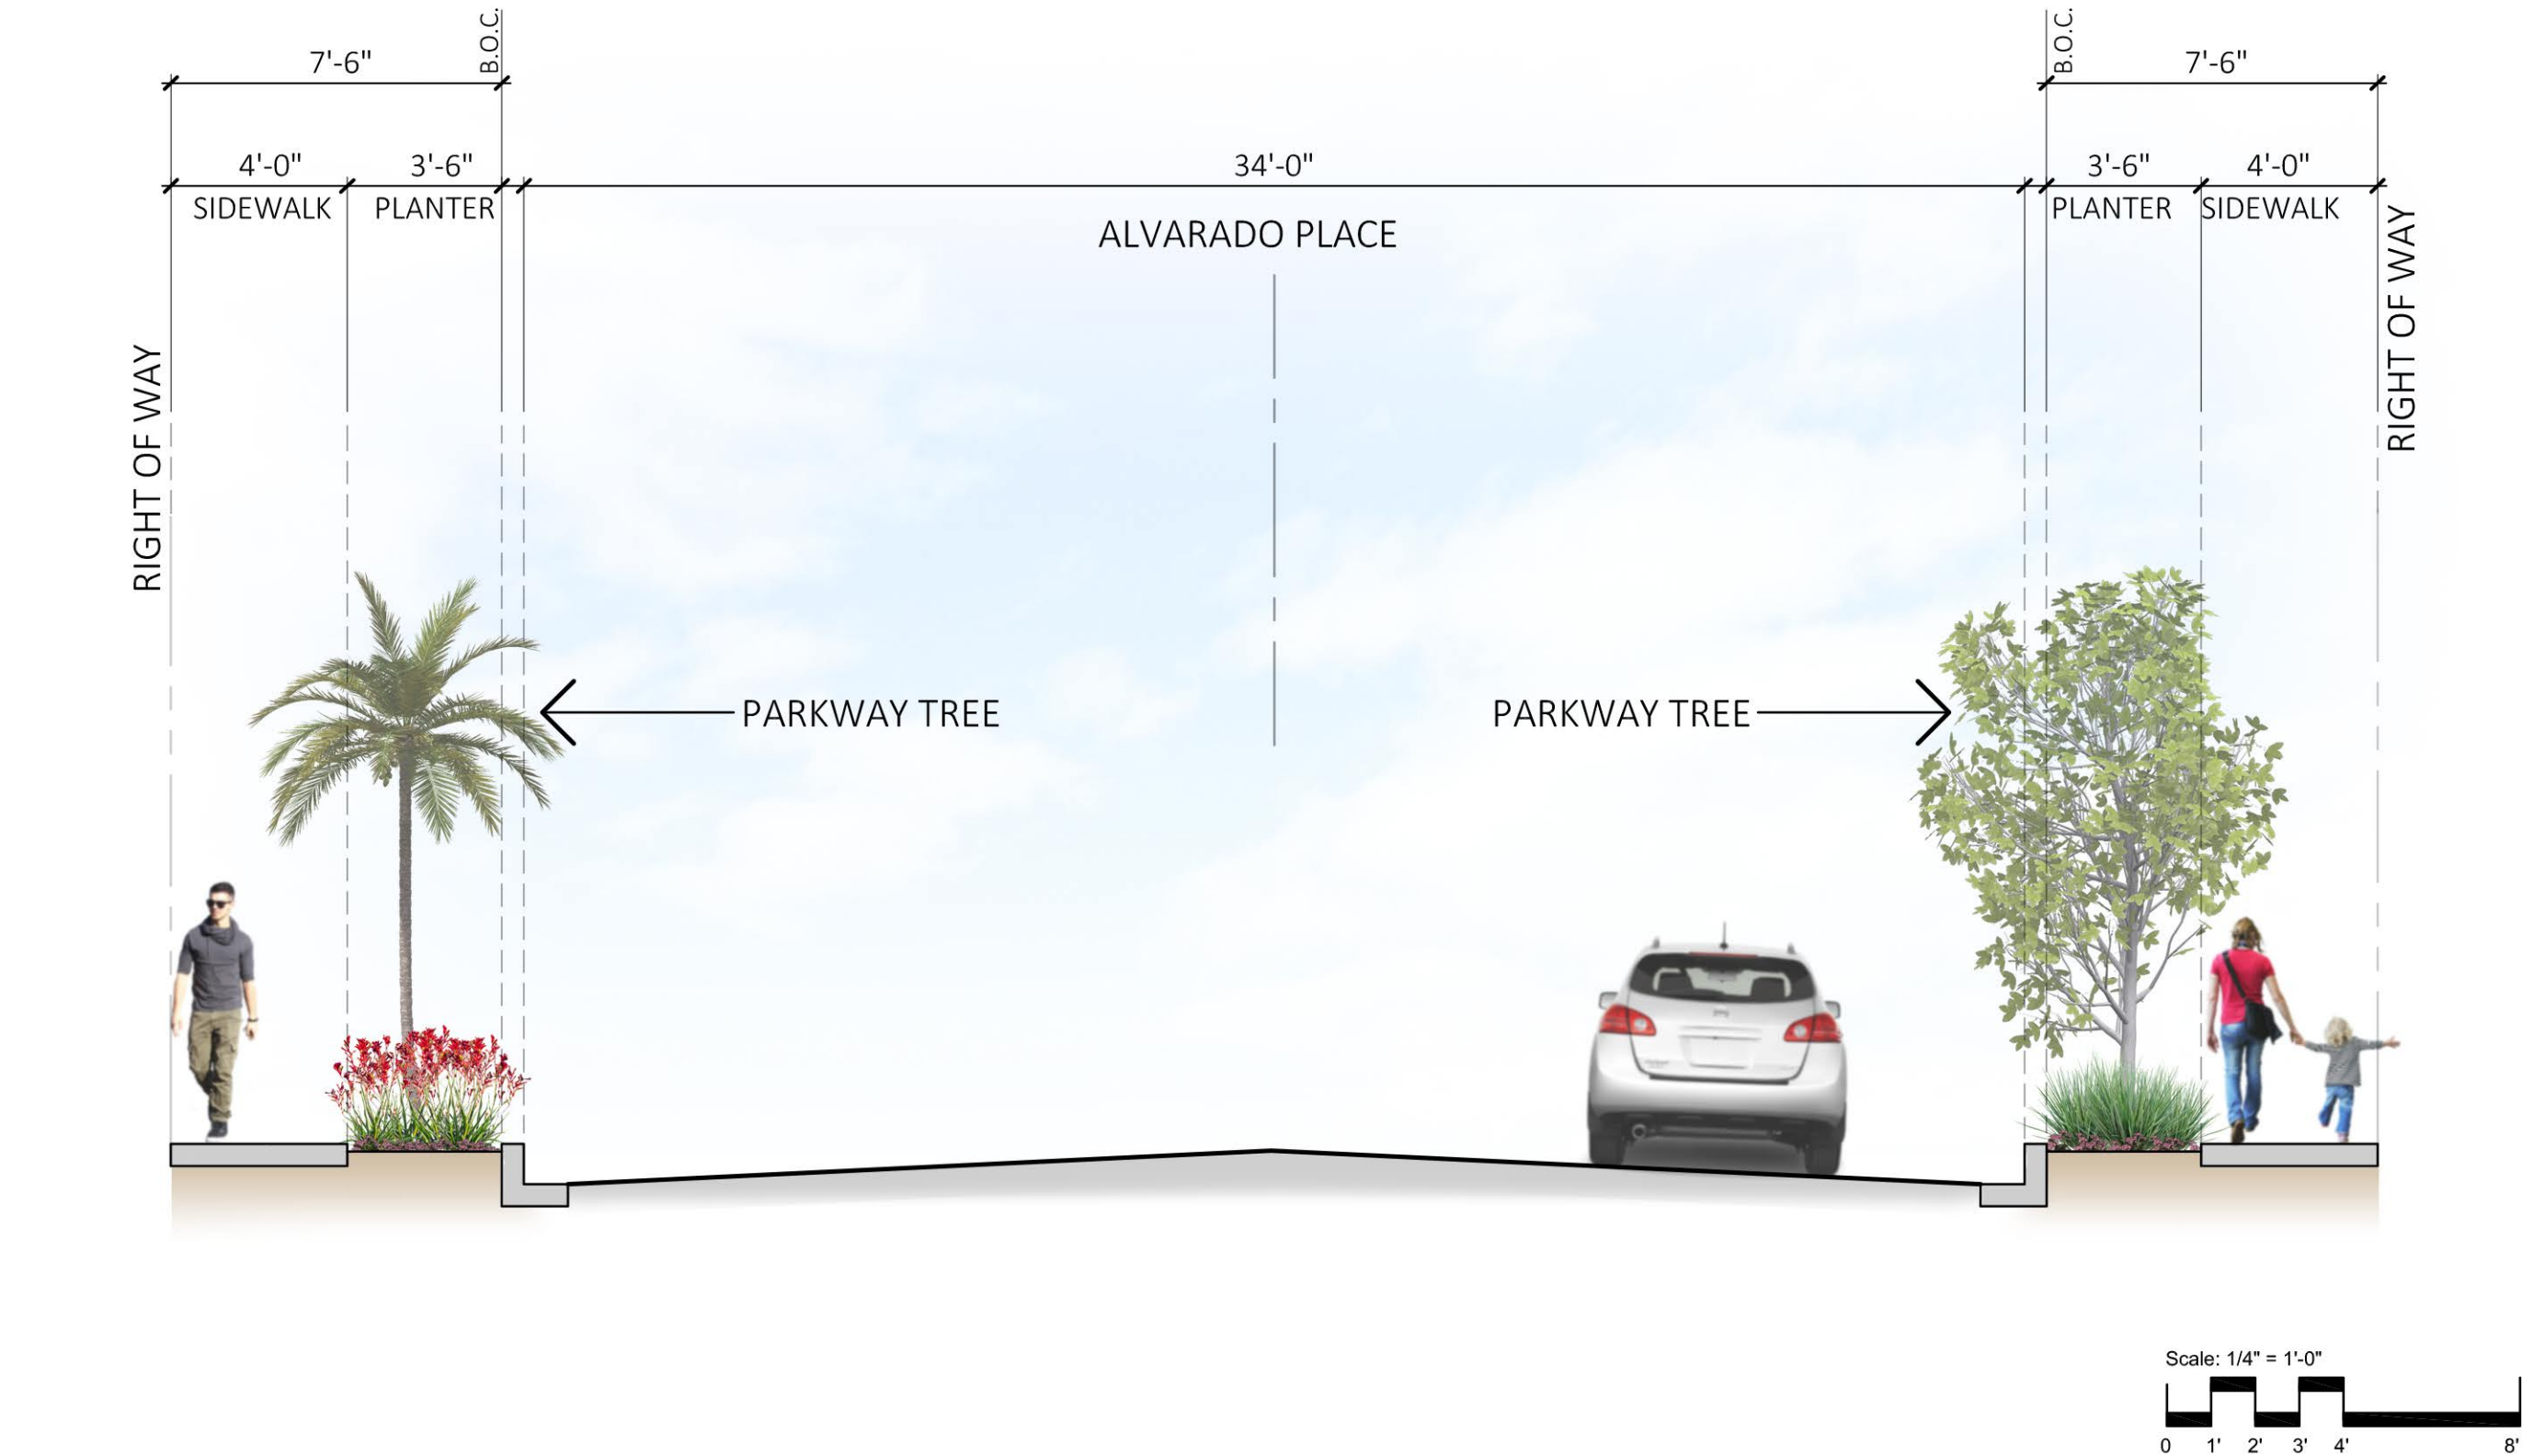 B.O.C.
B.O.C.
7'-6"
7'-6"
4'-0"
3'-6"
34'-0"
3'-6"
4'-0"
SIDEWALK
PLANTER
PLANTER
SIDEWALK
ALVARADO PLACE
RIGHT OF WAY
RIGHT OF WAY
PARKWAY TREE
PARKWAY TREE
Scale: 1/4" = 1'-0"
0 1' 2' 3' 4' 8'